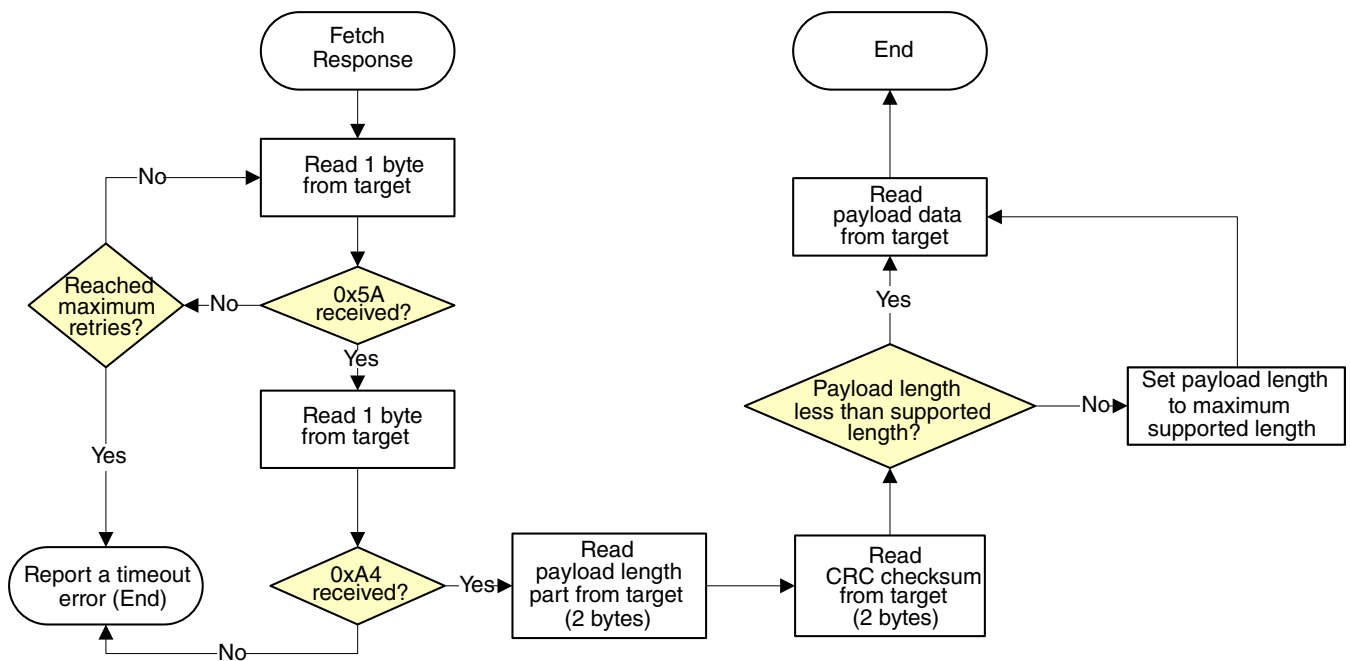 Fetch
Response
Read 1 byte
from target
No
0x5A
received?
No
Reached
maximum
retries?
Yes
Yes
Read 1 byte
from target
Report a timeout
error (End)
0xA4
received?
No
Yes
Read
payload length
part from target
(2 bytes)
Read
CRC checksum
from target
(2 bytes)
Payload length
less than supported
length?
No
Set payload length
to maximum
supported length
Yes
Read
payload data
from target
End